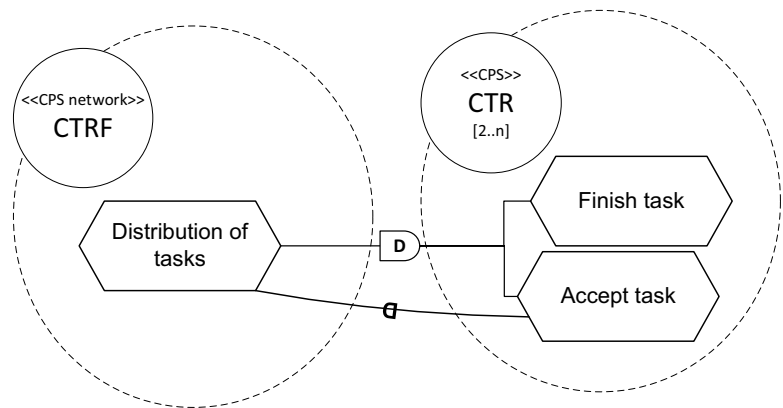 <<CPS network>>
CTRF
<<CPS>>
CTR
[2..n]
Distribution of
tasks
D
Finish task
Accept task
D